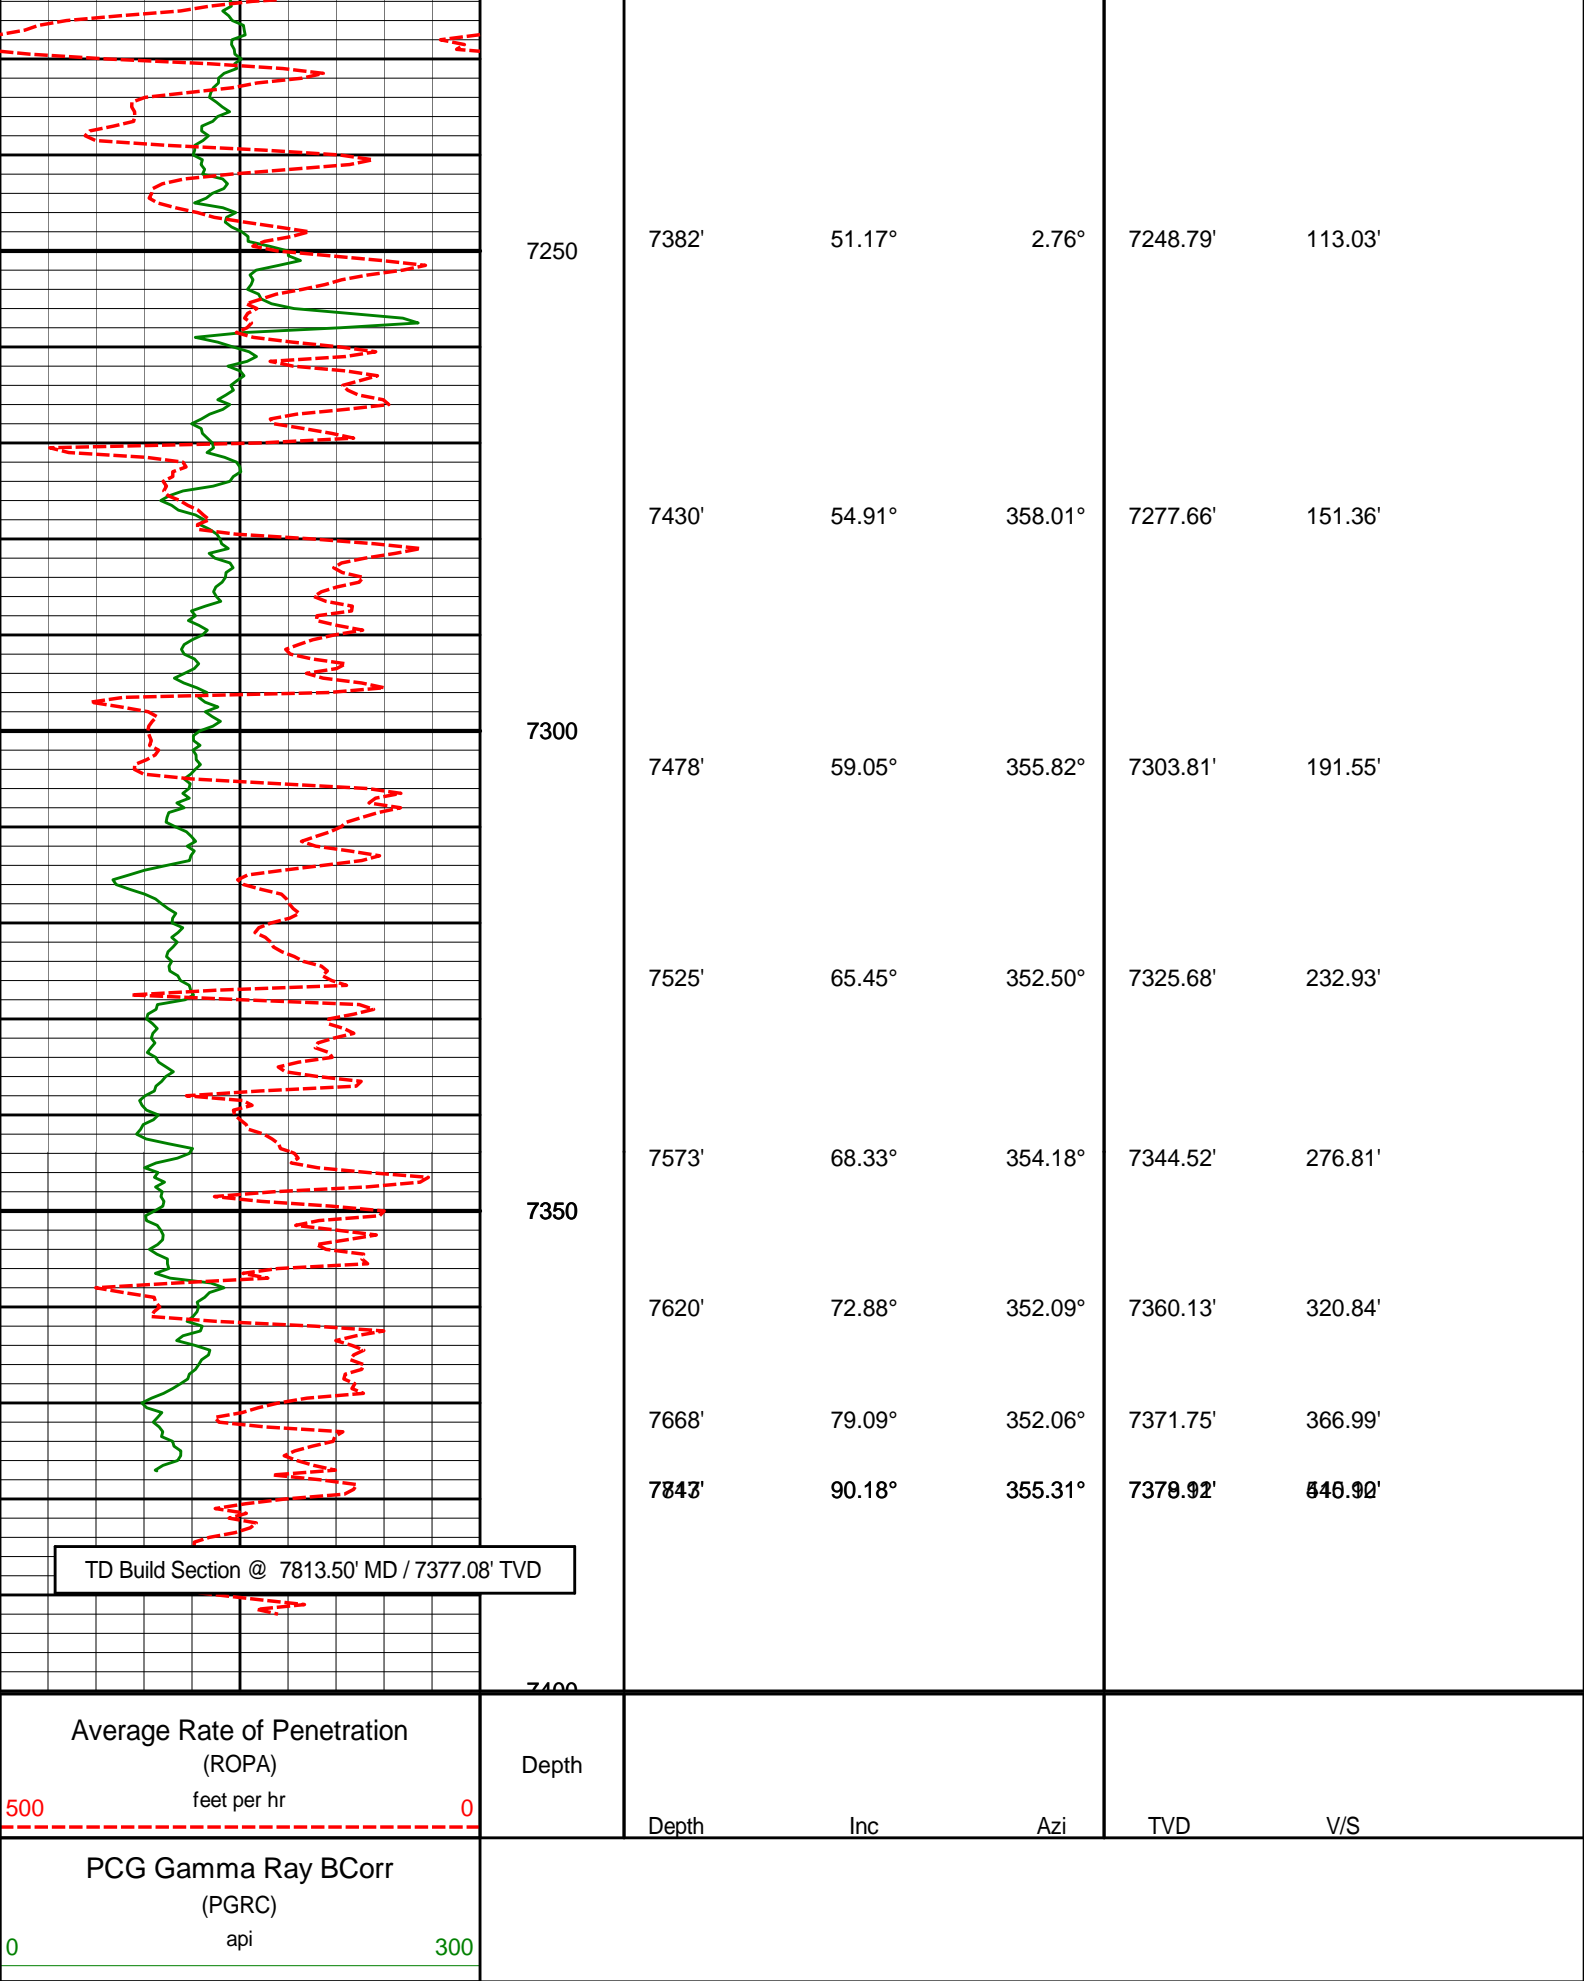 7250 7382' 51.17° 2.76° 7248.79' 113.03'
7430' 54.91° 358.01° 7277.66' 151.36'
7300
7478' 59.05° 355.82° 7303.81' 191.55'
7525' 65.45° 352.50° 7325.68' 232.93'
7573' 68.33° 354.18° 7344.52' 276.81'
7350
7620' 72.88° 352.09° 7360.13' 320.84'
7668' 79.09° 352.06° 7371.75' 366.99'
90.18° 355.31°
TD Build Section @ 7813.50' MD / 7377.08' TVD
7400
Average Rate of Penetration
(ROPA)
feet per hr
500 0
Depth
Depth Inc Azi TVD V/S
PCG Gamma Ray BCorr
(PGRC)
api
0 300